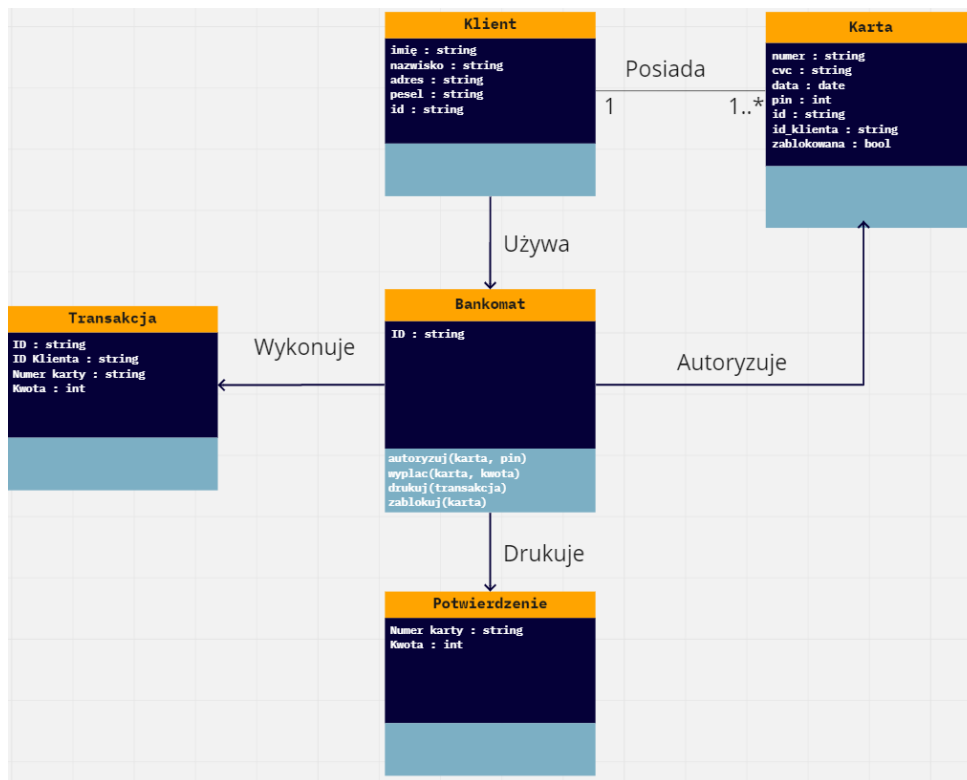 Klient
imię : string
nazwisko : string
adres : string
pesel : string
id : string
Posiada
1
1..*
Karta
numer : string
cvc : string
data : date
pin : int
id : string
id_klienta : string
zablokowana : bool
Używa
Transakcja
ID : string
ID Klienta : string
Numer karty : string
Kwota : int
Wykonuje
Bankomat
ID : string
autoryzuj(karta, pin)
wyplac(karta, kwota)
drukuj(transakcja)
zablokuj(karta)
Autoryzuje
Drukuje
Potwierdzenie
Numer karty : string
Kwota : int